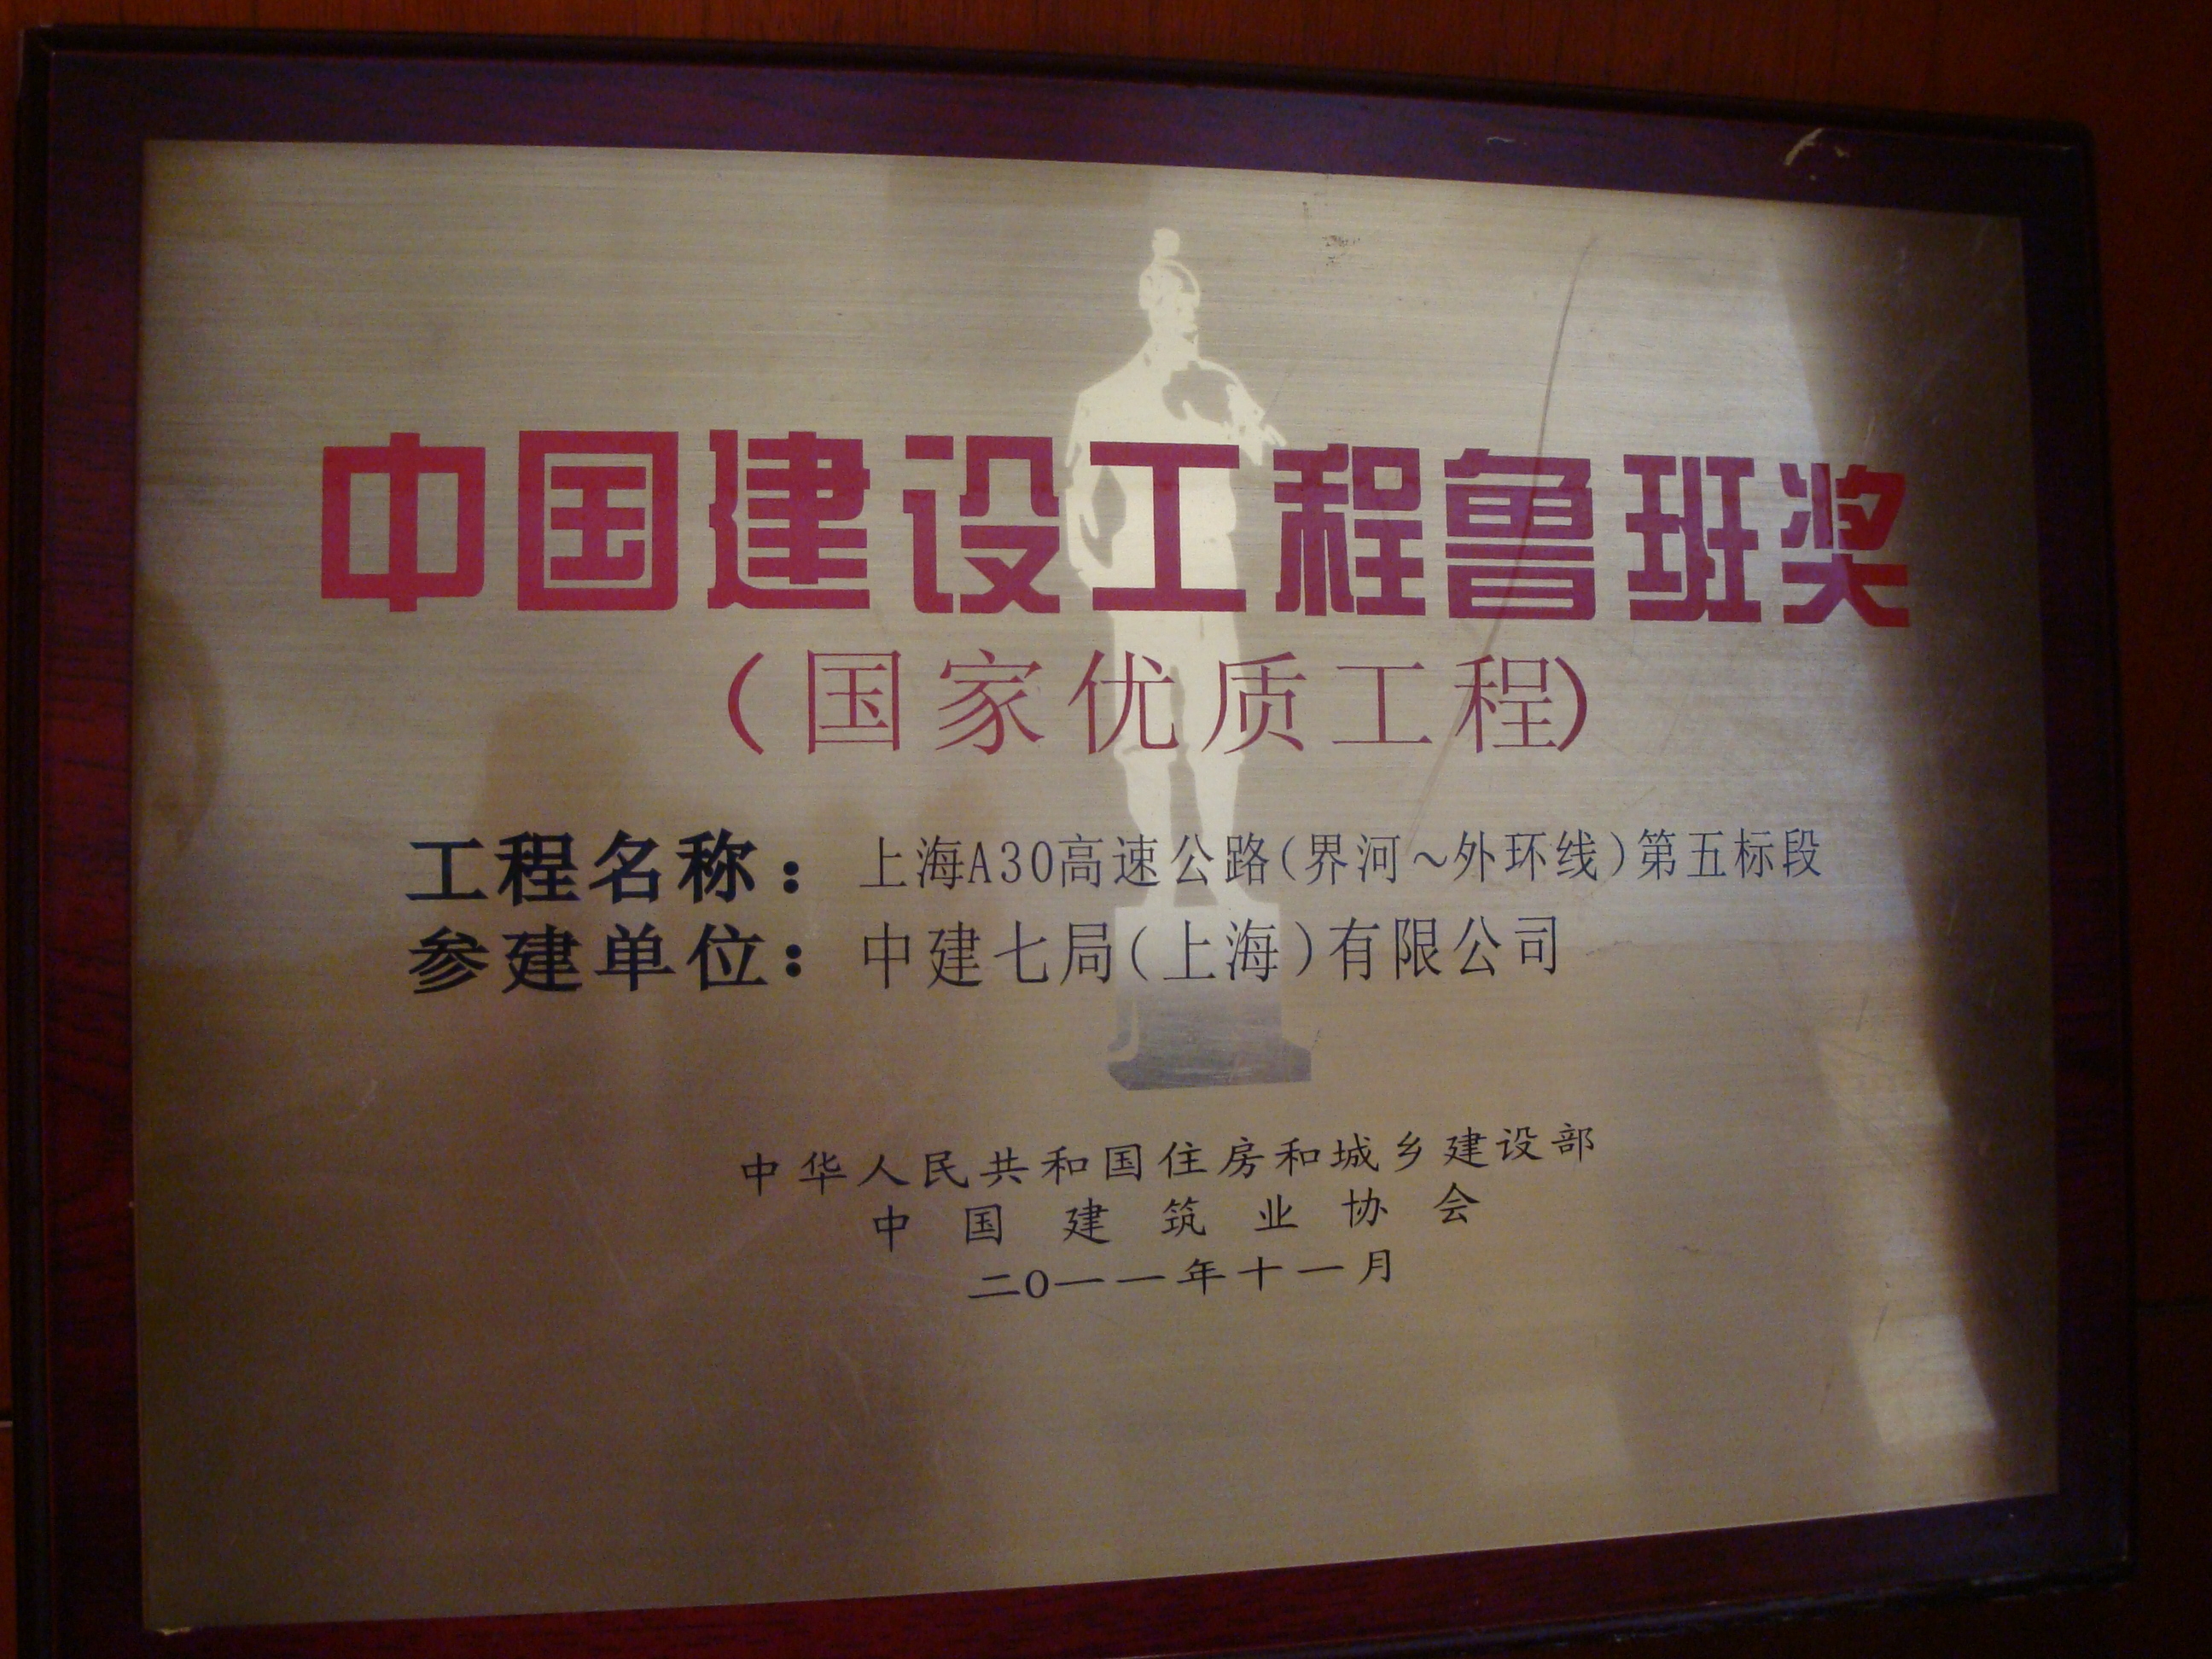 中国建设工程鲁班奖
(国家优质工程)
工程名称：上海A30高速公路(界河～外环线)第五标段
参建单位：中建七局(上海)有限公司
中华人民共和国住房和城乡建设部
中国建筑业协会
二O一一年十一月